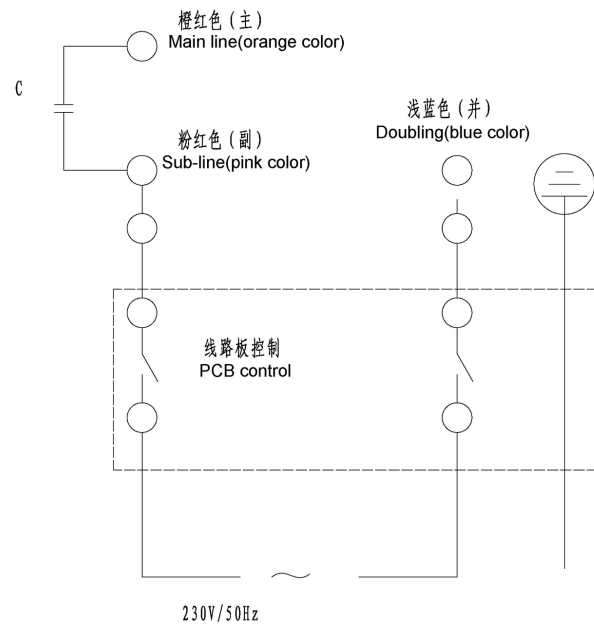 橙红色（主）
Main line(orange color)
C
浅蓝色（并）
Doubling(blue color)
粉红色（副）
Sub-line(pink color)
线路板控制
PCB control
230V/50Hz